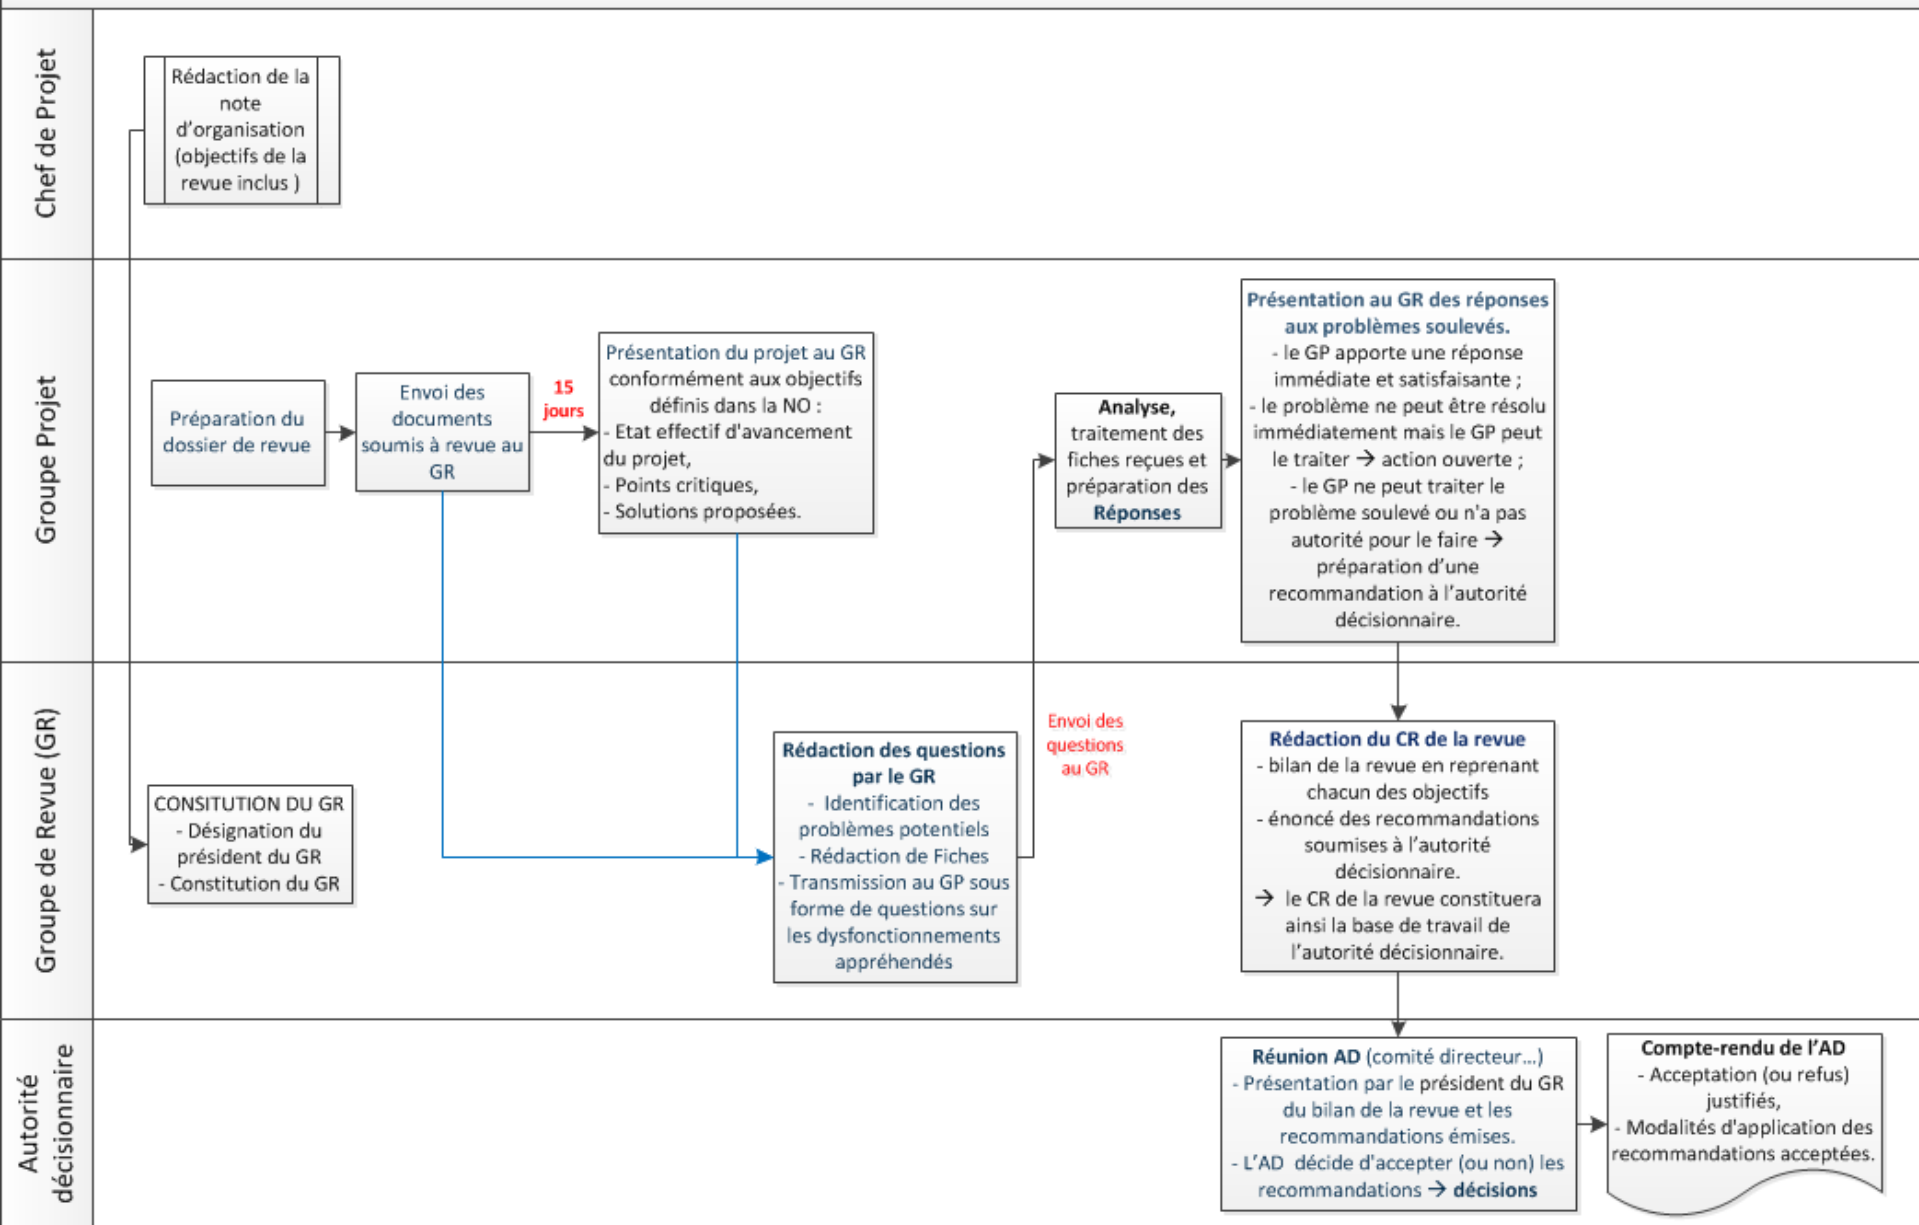 Chef de Projet
Rédaction de la
note
d’organisation
(objectifs de la
revue inclus )
Groupe Projet
Préparation du
dossier de revue
Envoi des
documents
soumis à revue au
GR
15
jours
Présentation du projet au GR
conformément aux objectifs
définis dans la NO :
- Etat effectif d'avancement
du projet,
- Points critiques,
- Solutions proposées.
Analyse,
traitement des
fiches reçues et
préparation des
Réponses
Présentation au GR des réponses
aux problèmes soulevés.
- le GP apporte une réponse
immédiate et satisfaisante ;
- le problème ne peut être résolu
immédiatement mais le GP peut
le traiter → action ouverte ;
- le GP ne peut traiter le
problème soulevé ou n'a pas
autorité pour le faire →
préparation d’une
recommandation à l’autorité
décisionnaire.
Groupe de Revue (GR)
CONSITUTION DU GR
- Désignation du
président du GR
- Constitution du GR
Rédaction des questions
par le GR
- Identification des
problèmes potentiels
- Rédaction de Fiches
- Transmission au GP sous
forme de questions sur
les dysfonctionnements
appréhendés
Envoi des
questions
au GR
Rédaction du CR de la revue
- bilan de la revue en reprenant
chacun des objectifs
- énoncé des recommandations
soumises à l’autorité
décisionnaire.
→ le CR de la revue constituera
ainsi la base de travail de
l’autorité décisionnaire.
Autorité
décisionnaire
Réunion AD (comité directeur...)
- Présentation par le président du GR
du bilan de la revue et les
recommandations émises.
- L’AD décide d'accepter (ou non) les
recommandations → décisions
Compte-rendu de l’AD
- Acceptation (ou refus)
justifiés,
- Modalités d'application des
recommandations acceptées.